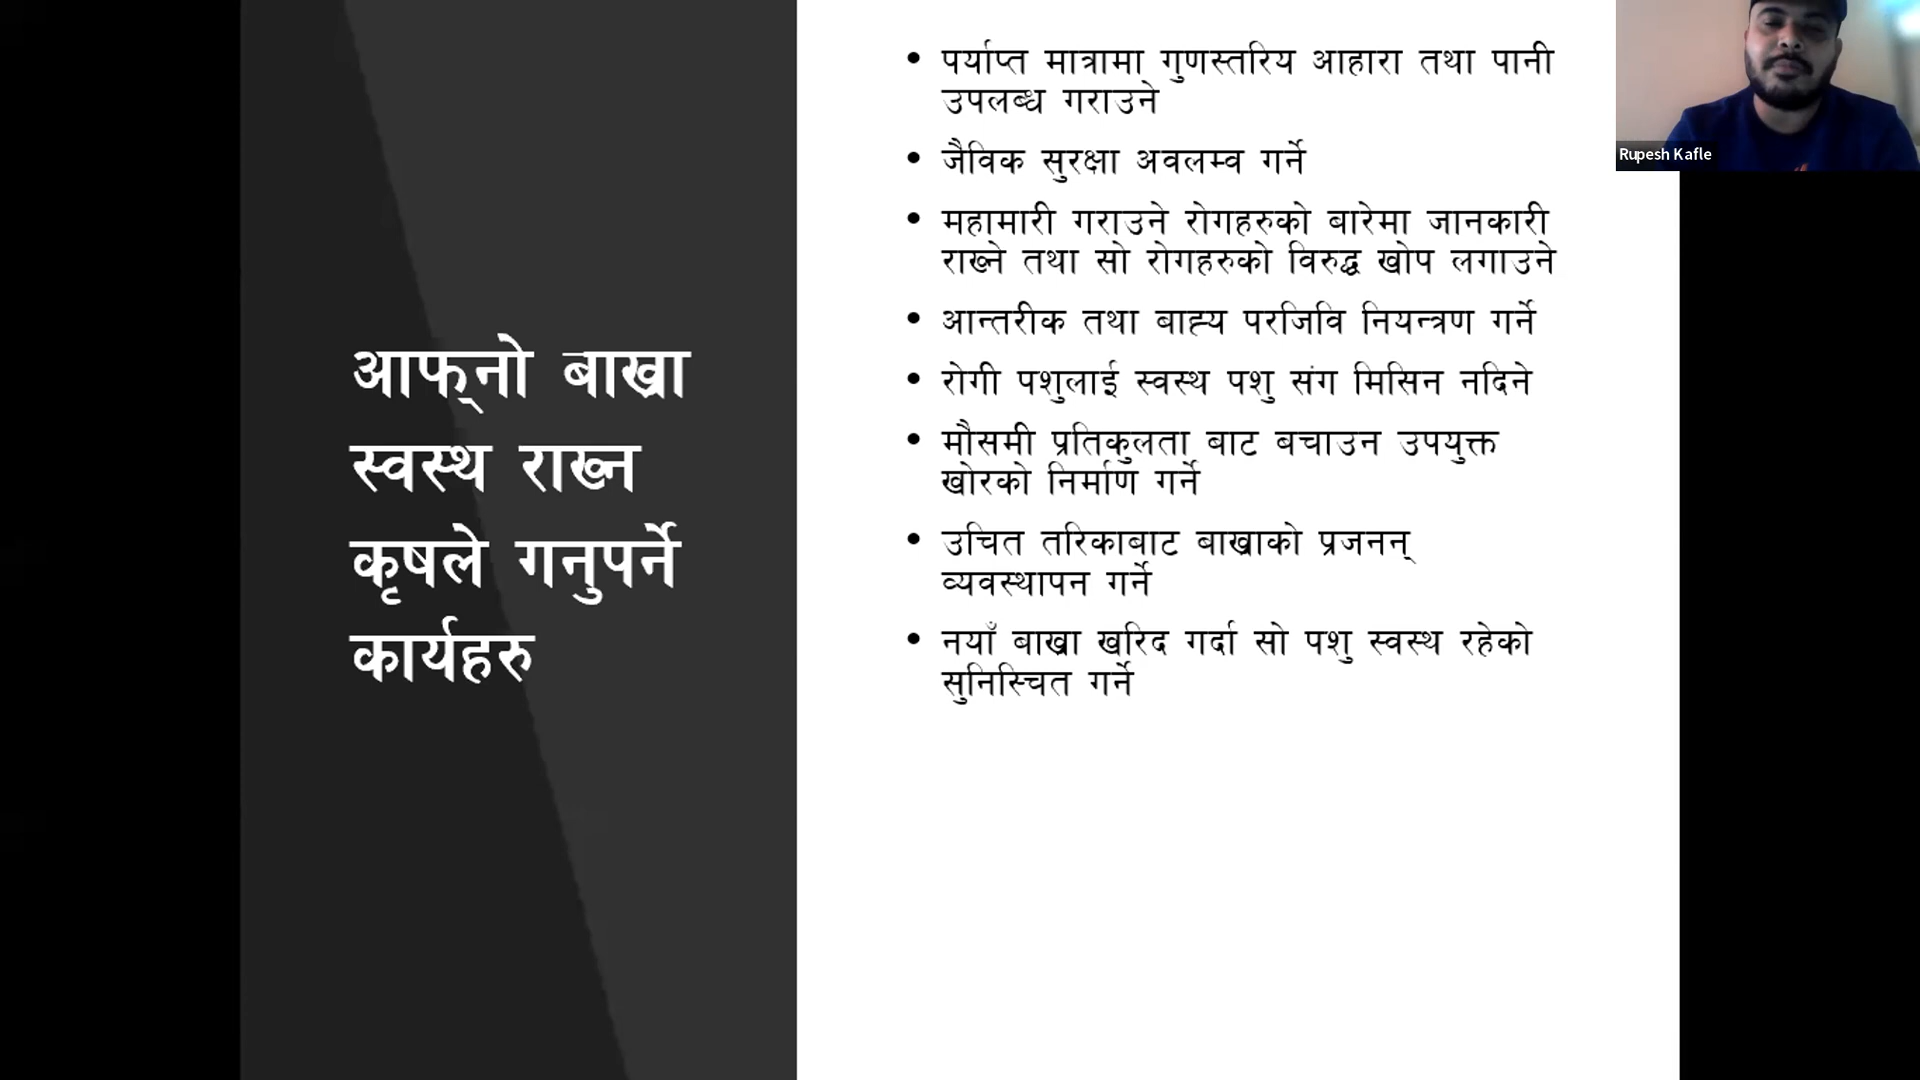 आफ्नो बाख्रा
स्वस्थ राख्न
कृषले गनुपर्ने
कार्यहरु
• पर्याप्त मात्रामा गुणस्तरिय आहारा तथा पानी
उपलब्ध गराउने
• जैविक सुरक्षा अवलम्व गर्ने
• महामारी गराउने रोगहरुको बारेमा जानकारी
राख्ने तथा सो रोगहरुको विरुद्ध खोप लगाउने
• आन्तरीक तथा बाह्य परजिवि नियन्त्रण गर्ने
• रोगी पशुलाई स्वस्थ पशु संग मिसिन नदिने
• मौसमी प्रतिकुलता बाट बचाउन उपयुक्त
खोरको निर्माण गर्ने
• उचित तरिकाबाट बाख्राको प्रजनन्
व्यवस्थापन गर्ने
• नयाँ बाख्रा खरिद गर्दा सो पशु स्वस्थ रहेको
सुनिस्चित गर्ने
Rupesh Kafle